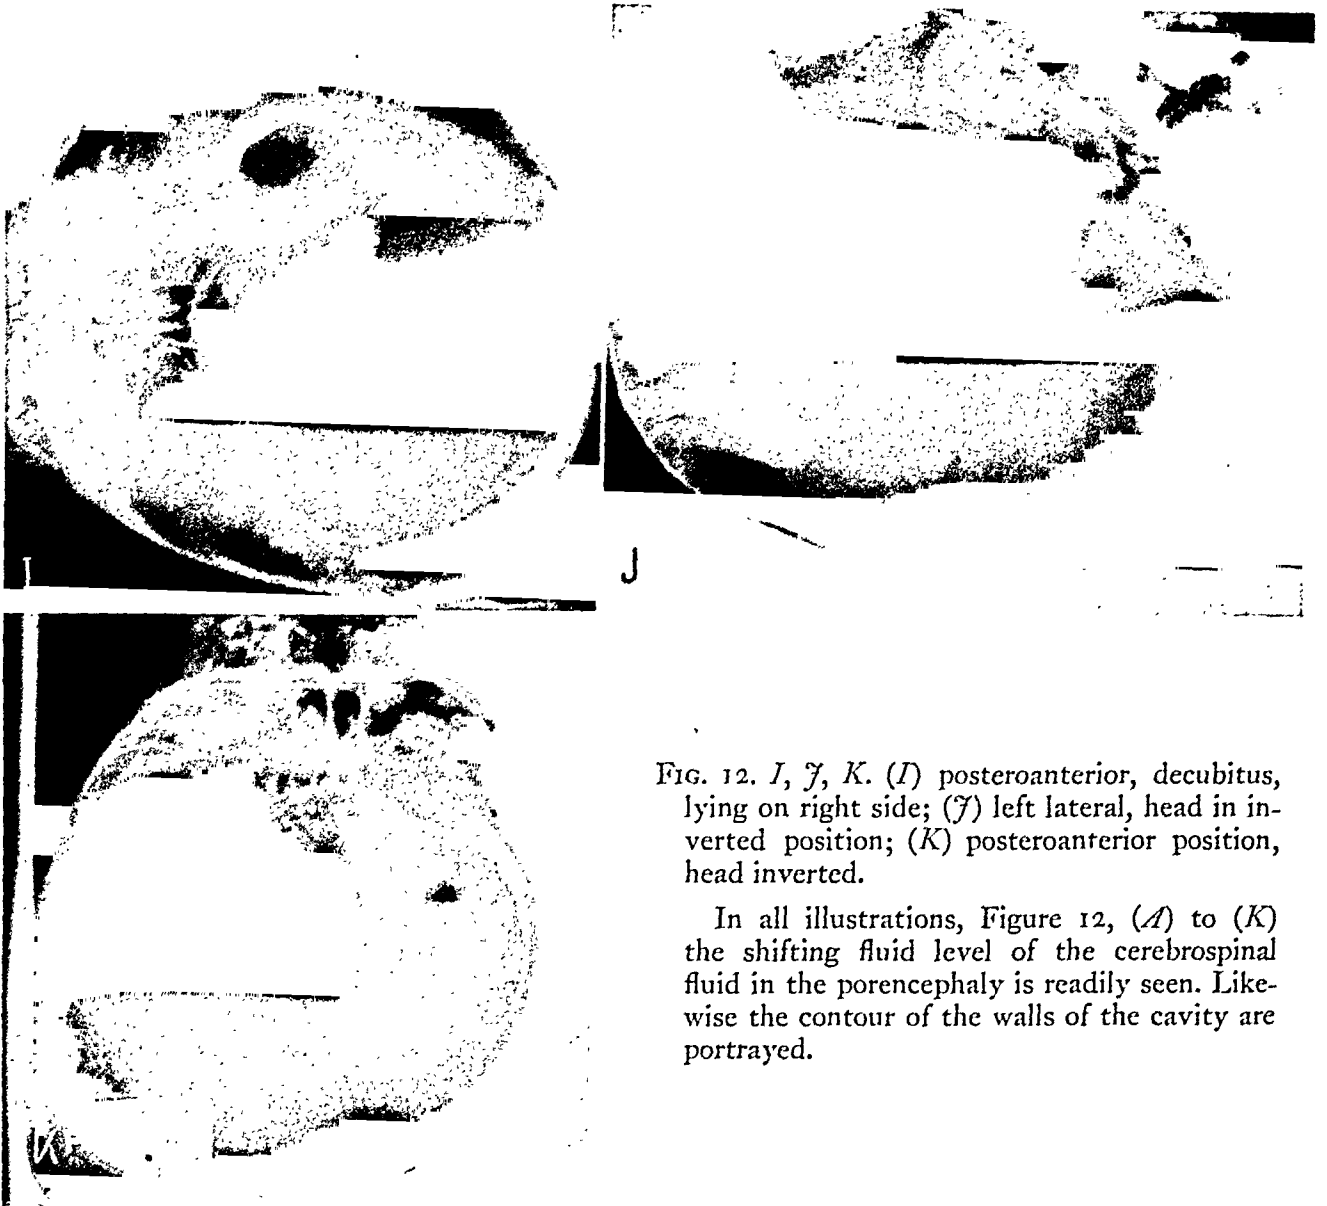 I
J
K
FIG. 12. I, J, K. (I) posteroanterior, decubitus,
lying on right side; (J) left lateral, head in in-
verted position; (K) posteroanterior position,
head inverted.
In all illustrations, Figure 12, (A) to (K)
the shifting fluid level of the cerebrospinal
fluid in the porencephaly is readily seen. Like-
wise the contour of the walls of the cavity are
portrayed.